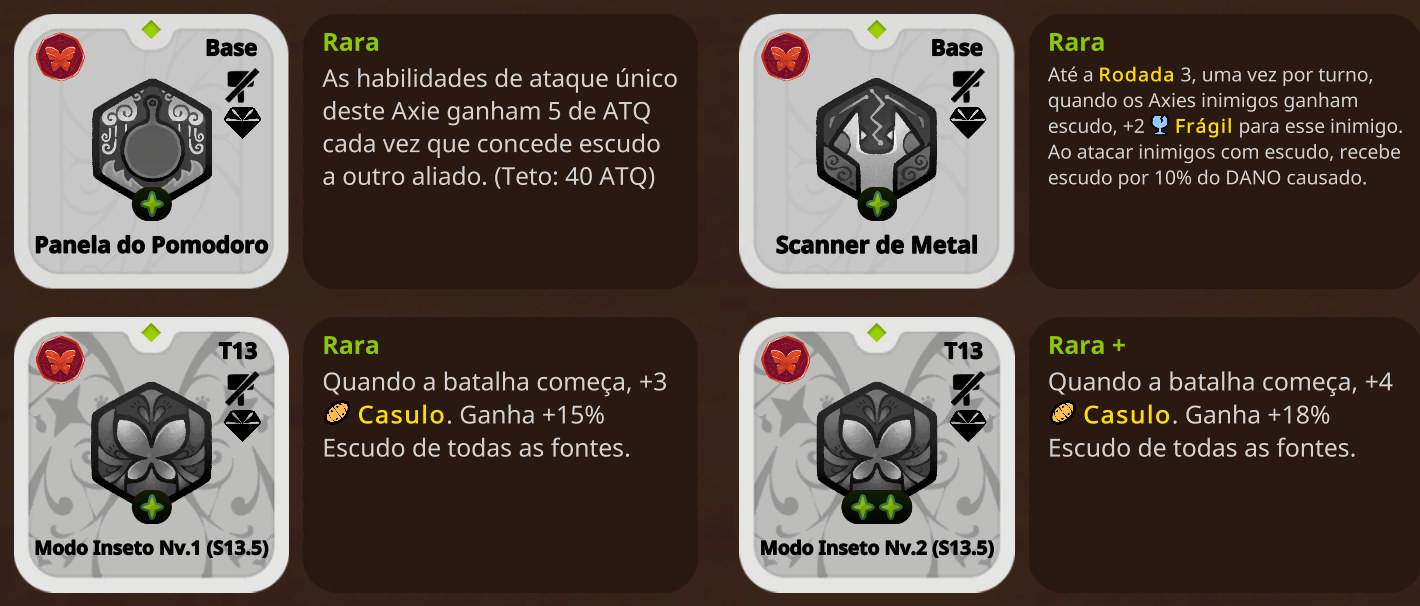 Base
Panela do Pomodoro
Rara
As habilidades de ataque único
deste Axie ganham 5 de ATQ
cada vez que concede escudo
a outro aliado. (Teto: 40 ATQ)
Base
Scanner de Metal
Rara
Até a Rodada 3, uma vez por turno,
quando os Axies inimigos ganham
escudo, +2 Frágil para esse inimigo.
Ao atacar inimigos com escudo, recebe
escudo por 10% do DANO causado.
T13
Modo Inseto Nv.1 (S13.5)
Rara
Quando a batalha começa, +3
Casulo. Ganha +15%
Escudo de todas as fontes.
T13
Modo Inseto Nv.2 (S13.5)
Rara +
Quando a batalha começa, +4
Casulo. Ganha +18%
Escudo de todas as fontes.